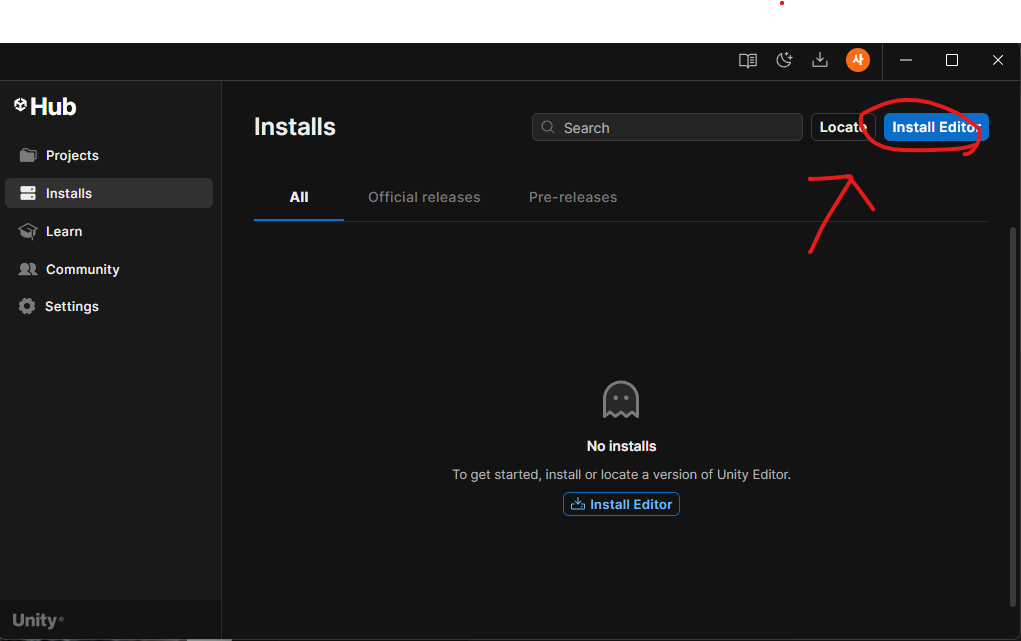 사
Hub
Installs
Search
Locate
Install Editor
Projects
Installs
Learn
Community
Settings
All
Official releases
Pre-releases
No installs
To get started, install or locate a version of Unity Editor.
Install Editor
Unity®